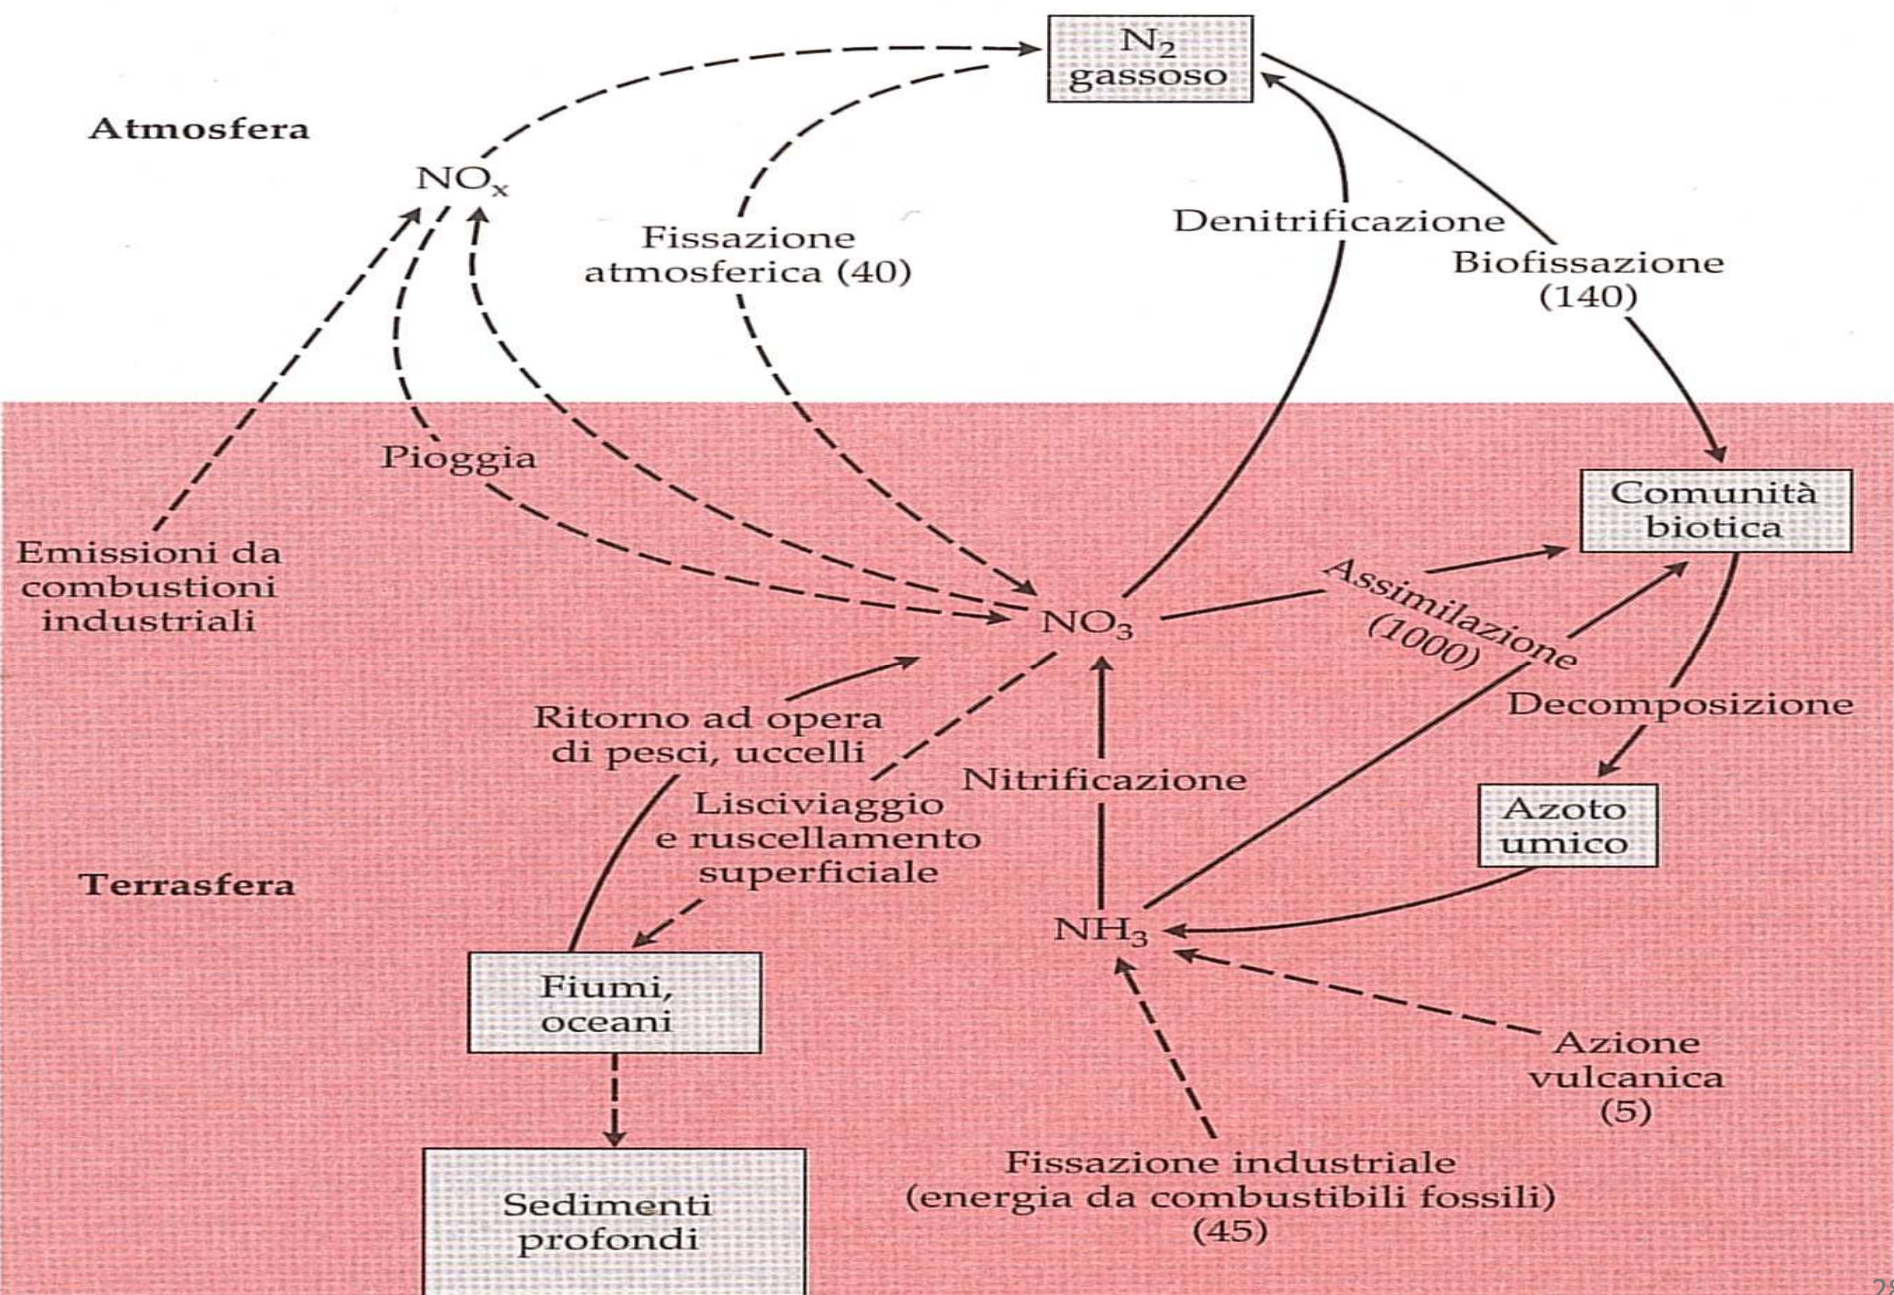 N₂
gassoso
Atmosfera
NOₓ
Fissazione
atmosferica (40)
Denitrificazione
Biofissazione
(140)
Pioggia
Comunità
biotica
Emissioni da
combustioni
industriali
NO₃
Assimilazione
(1000)
Ritorno ad opera
di pesci, uccelli
Decomposizione
Lisciviaggio
e ruscellamento
superficiale
Nitrificazione
Azoto
umico
Terrasfera
NH₃
Fiumi,
oceani
Azione
vulcanica
(5)
Fissazione industriale
(energia da combustibili fossili)
(45)
Sedimenti
profondi